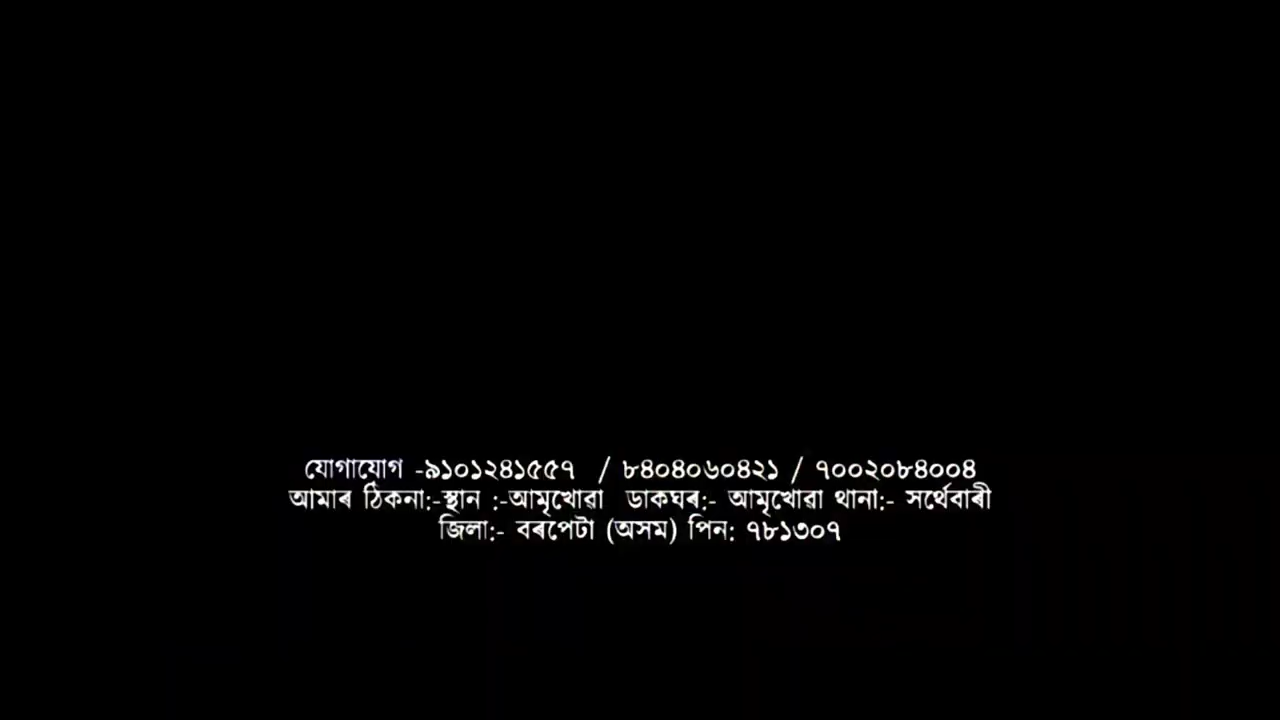 যোগাযোগ -৯১০১২৪১৫৫৭ / ৮৪০৪০৬০৪২১ / ৭০০২০৮৪০০৪
আমাৰ ঠিকনা:-স্থান :-আমৃখোৱা ডাকঘৰ:- আমৃখোৱা থানা:- সৰ্থেবাৰী
জিলা:- বৰপেটা (অসম) পিন: ৭৮১৩০৭